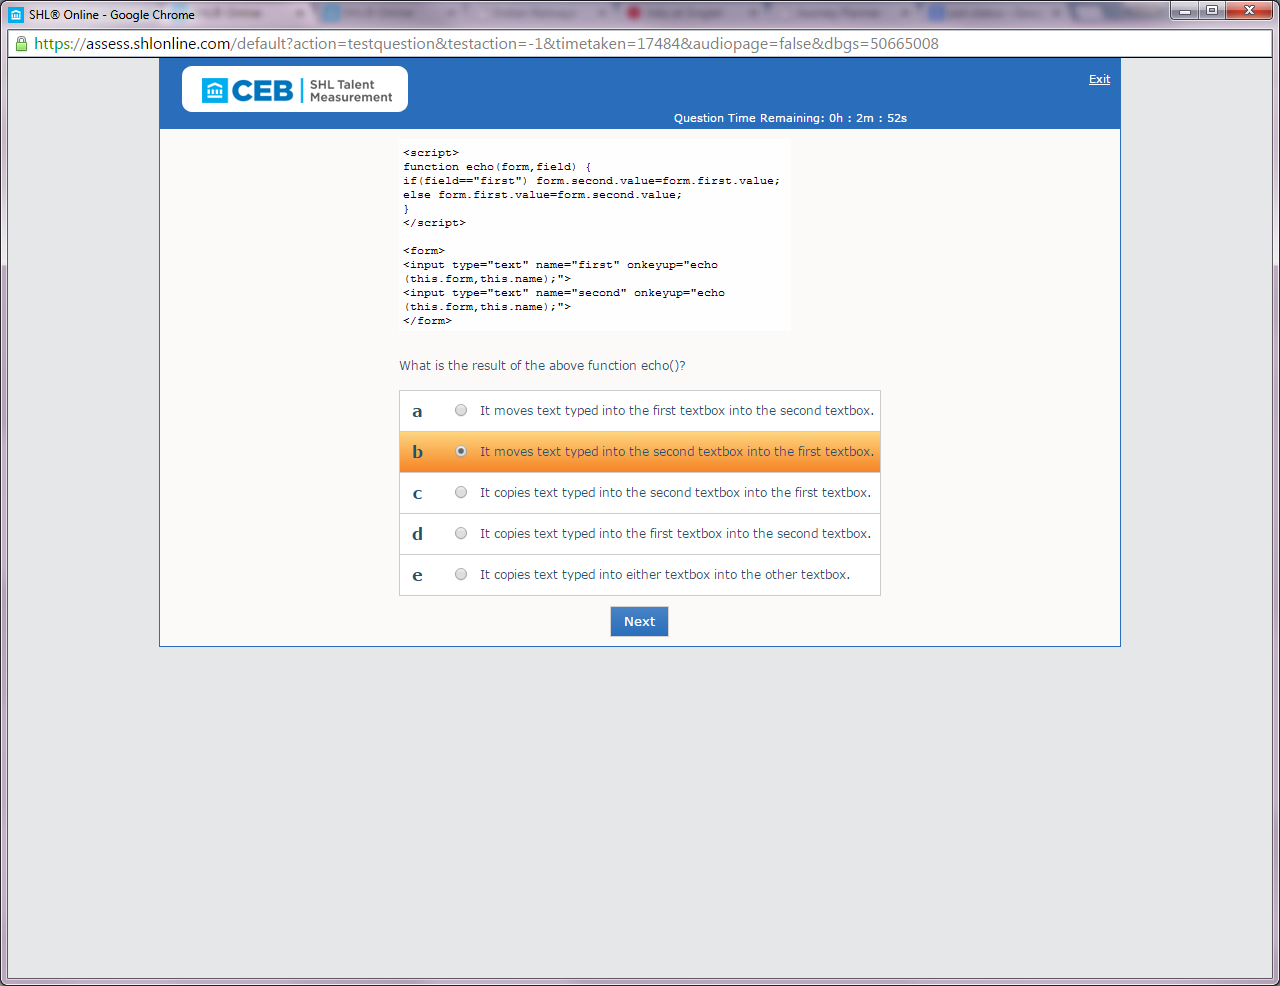 SHL® Online - Google Chrome
https://assess.shlonline.com/default?action=testquestion&testaction=-1&timetaken=17484&audiopage=false&dbgs=50665008
CEB
SHL Talent
Measurement
Exit
Question Time Remaining: 0h : 2m : 52s
<script>
function echo(form,field) {
if(field=="first") form.second.value=form.first.value;
else form.first.value=form.second.value;
}
</script>
<form>
<input type="text" name="first" onkeyup="echo
(this.form,this.name);">
<input type="text" name="second" onkeyup="echo
(this.form,this.name);">
</form>
What is the result of the above function echo()?
a It moves text typed into the first textbox into the second textbox.
b It moves text typed into the second textbox into the first textbox.
c It copies text typed into the second textbox into the first textbox.
d It copies text typed into the first textbox into the second textbox.
e It copies text typed into either textbox into the other textbox.
Next